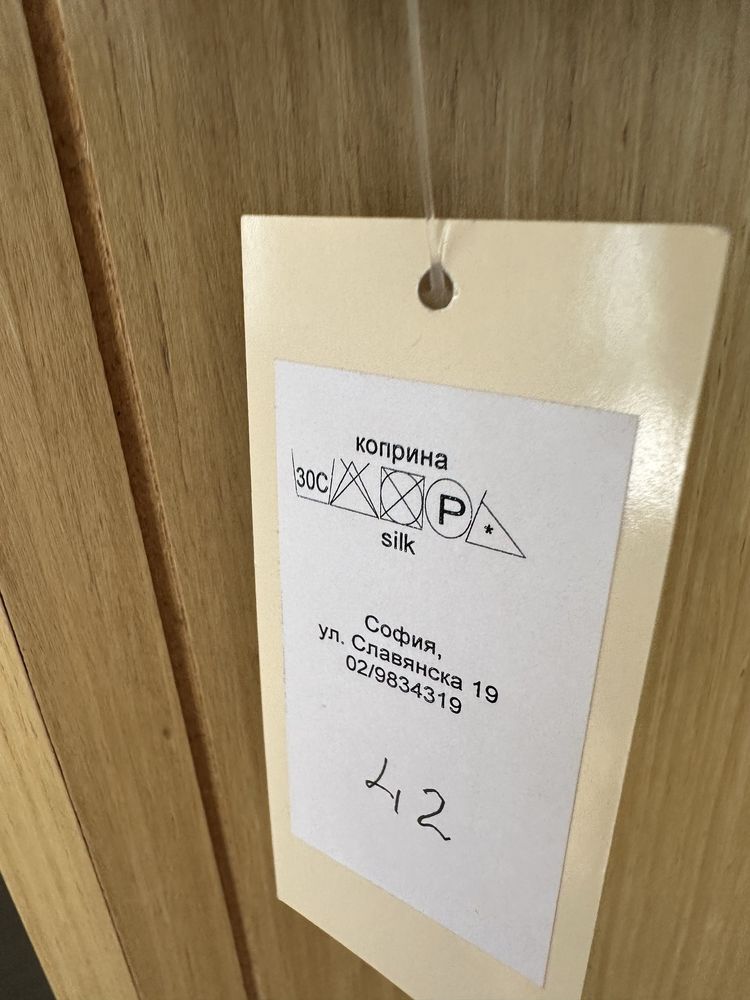 коприна
30C P *
silk
София,
ул. Славянска 19
02/9834319
42